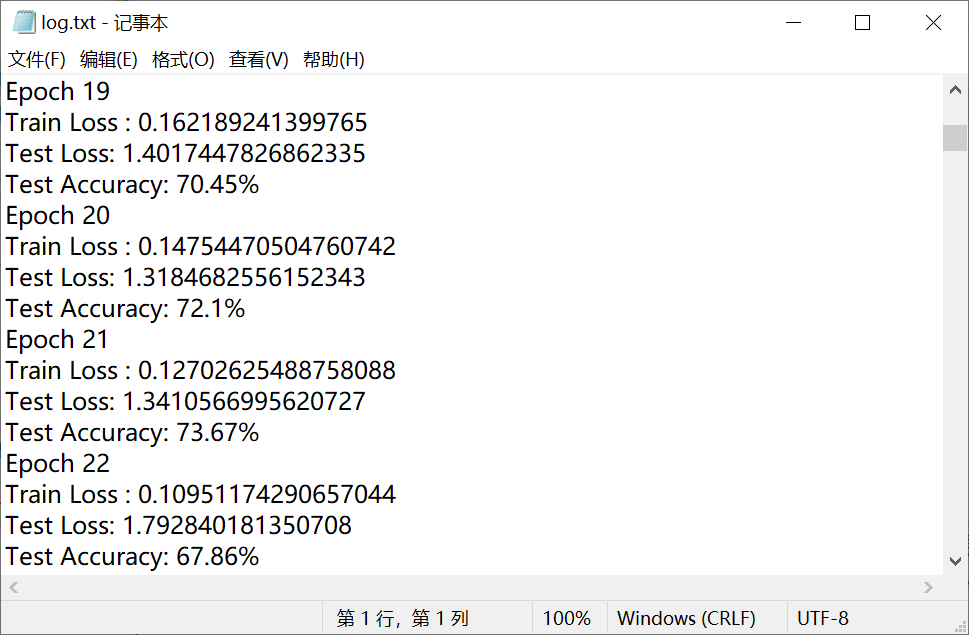 log.txt - 记事本
文件(F) 编辑(E) 格式(O) 查看(V) 帮助(H)
Epoch 19
Train Loss : 0.162189241399765
Test Loss: 1.4017447826862335
Test Accuracy: 70.45%
Epoch 20
Train Loss : 0.14754470504760742
Test Loss: 1.3184682556152343
Test Accuracy: 72.1%
Epoch 21
Train Loss : 0.12702625488758088
Test Loss: 1.3410566995620727
Test Accuracy: 73.67%
Epoch 22
Train Loss : 0.10951174290657044
Test Loss: 1.792840181350708
Test Accuracy: 67.86%
第 1 行，第 1 列 100% Windows (CRLF) UTF-8